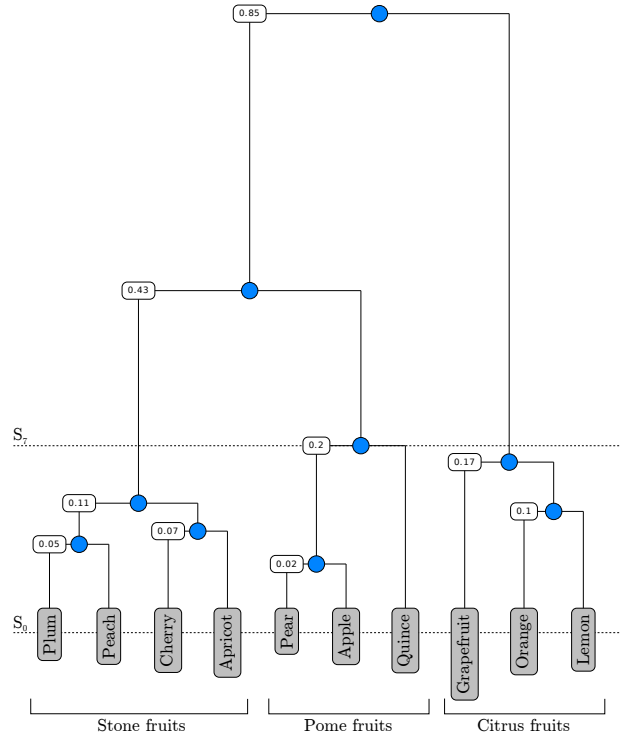 0.85
0.43
S7
0.2
0.17
0.11
0.1
0.07
0.05
0.02
S0
Plum
Peach
Cherry
Apricot
Pear
Apple
Quince
Grapefruit
Orange
Lemon
Stone fruits
Pome fruits
Citrus fruits